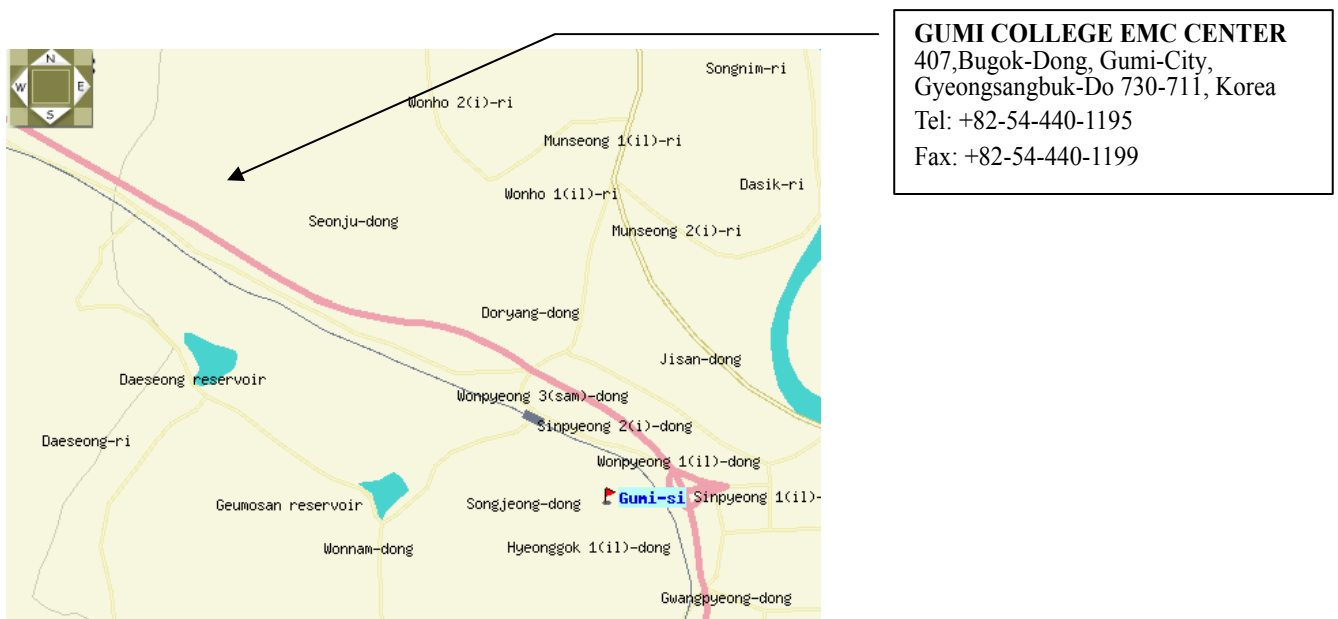 GUMI COLLEGE EMC CENTER
407,Bugok-Dong, Gumi-City,
Gyeongsangbuk-Do 730-711, Korea
Tel: +82-54-440-1195
Fax: +82-54-440-1199
N
W
E
S
Songnim-ri
Wonho 2(i)-ri
Munseong 1(il)-ri
Dasik-ri
Wonho 1(il)-ri
Seonju-dong
Munseong 2(i)-ri
Doryang-dong
Jisan-dong
Daeseong reservoir
Wonpyeong 3(sam)-dong
Sinpyeong 2(i)-dong
Daeseong-ri
Wonpyeong 1(il)-dong
Gumi-si
Sinpyeong 1(il)-
Geumosan reservoir
Songjeong-dong
Wonnam-dong
Hyeonggok 1(il)-dong
Gwangpyeong-dong